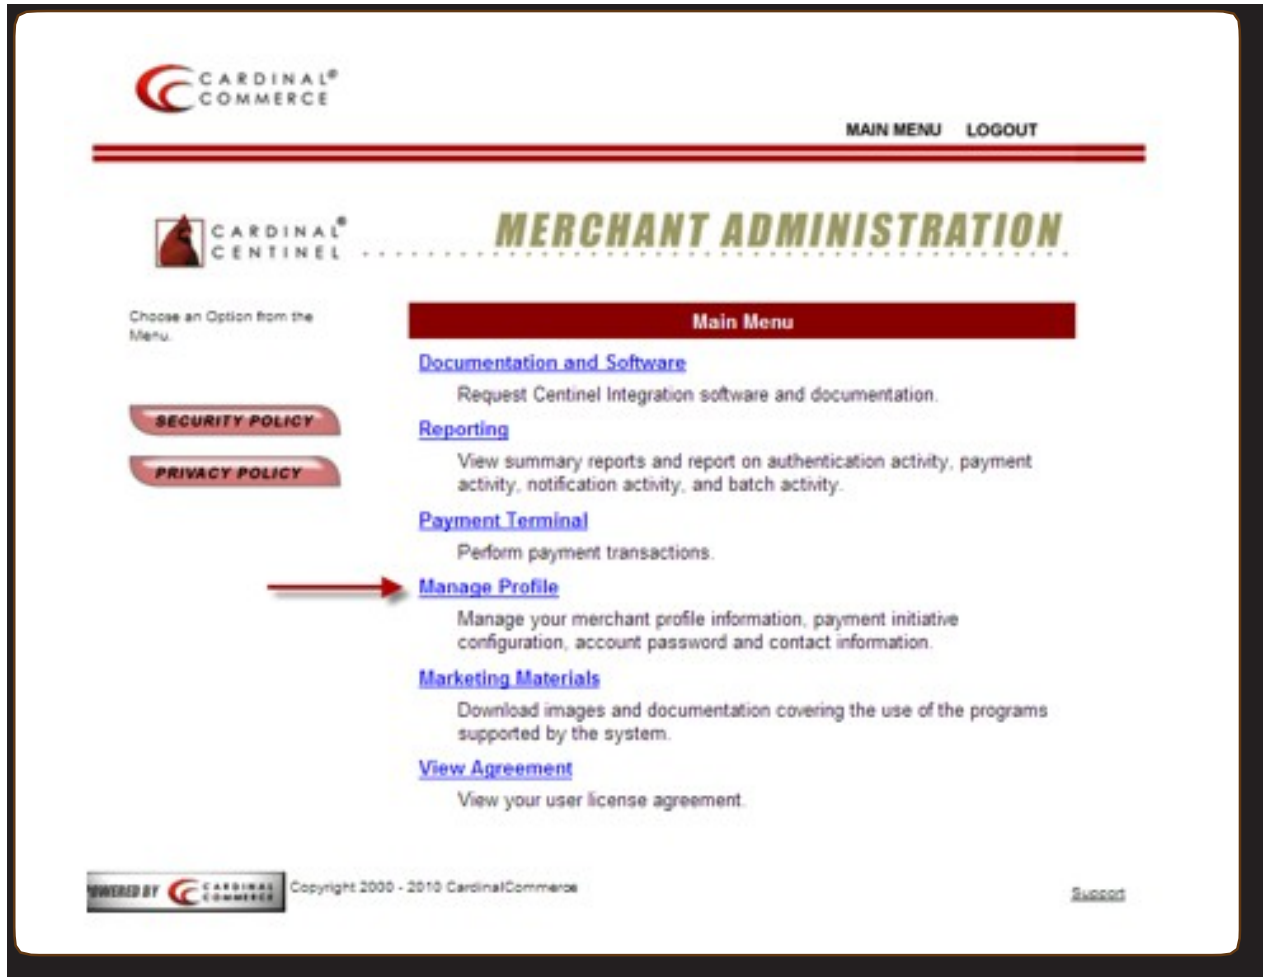 CARDINAL®
COMMERCE
MAIN MENU LOGOUT
CARDINAL®
CENTINEL
MERCHANT ADMINISTRATION
Choose an Option from the
Menu.
SECURITY POLICY
PRIVACY POLICY
Main Menu
Documentation and Software
Request Centinel Integration software and documentation.
Reporting
View summary reports and report on authentication activity, payment
activity, notification activity, and batch activity.
Payment Terminal
Perform payment transactions.
Manage Profile
Manage your merchant profile information, payment initiative
configuration, account password and contact information.
Marketing Materials
Download images and documentation covering the use of the programs
supported by the system.
View Agreement
View your user license agreement.
POWERED BY CARDINAL
COMMERCE
Copyright 2000 - 2010 CardinalCommerce
Support